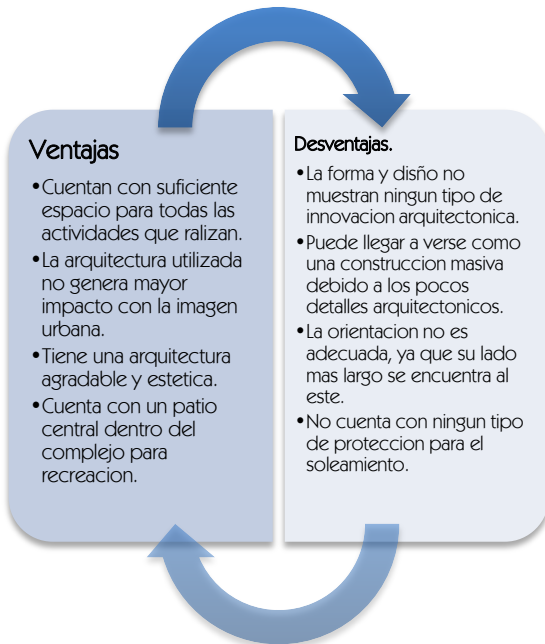 Ventajas
•Cuentan con suficiente
espacio para todas las
actividades que ralizan.
•La arquitectura utilizada
no genera mayor
impacto con la imagen
urbana.
•Tiene una arquitectura
agradable y estetica.
•Cuenta con un patio
central dentro del
complejo para
recreacion.
Desventajas.
•La forma y disño no
muestran ningun tipo de
innovacion arquitectonica.
•Puede llegar a verse como
una construccion masiva
debido a los pocos
detalles arquitectonicos.
•La orientacion no es
adecuada, ya que su lado
mas largo se encuentra al
este.
•No cuenta con ningun tipo
de proteccion para el
soleamiento.